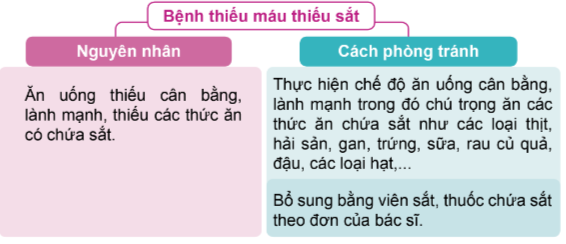 Bệnh thiếu máu thiếu sắt
Nguyên nhân
Ăn uống thiếu cân bằng,
lành mạnh, thiếu các thức ăn
có chứa sắt.
Cách phòng tránh
Thực hiện chế độ ăn uống cân bằng,
lành mạnh trong đó chú trọng ăn các
thức ăn chứa sắt như các loại thịt,
hải sản, gan, trứng, sữa, rau củ quả,
đậu, các loại hạt,...
Bổ sung bằng viên sắt, thuốc chứa sắt
theo đơn của bác sĩ.